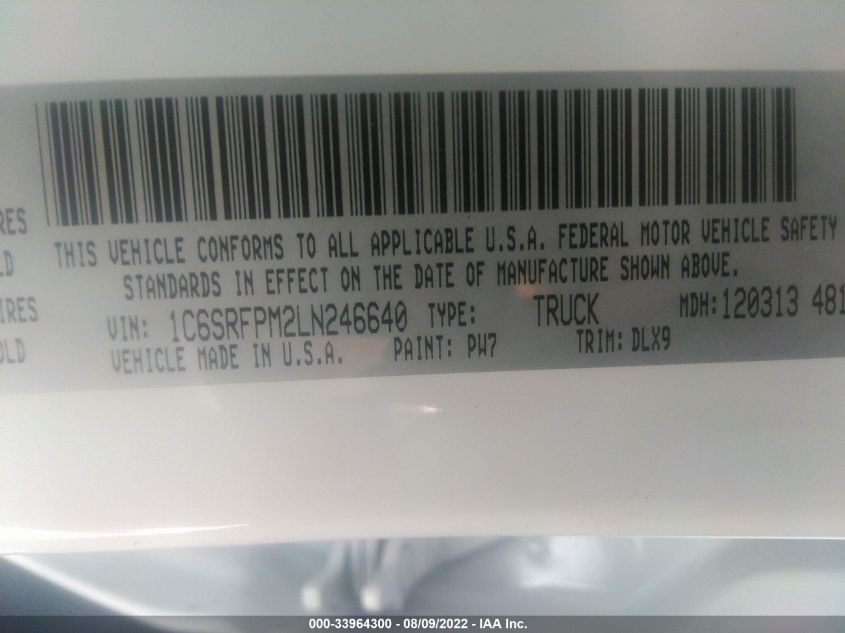 RES
LD
IRES
OLD
THIS VEHICLE CONFORMS TO ALL APPLICABLE U.S.A. FEDERAL MOTOR VEHICLE SAFETY
STANDARDS IN EFFECT ON THE DATE OF MANUFACTURE SHOWN ABOVE.
VIN: 1C6SRFPM2LN246640 TYPE: TRUCK MDH: 120313 481
VEHICLE MADE IN U.S.A. PAINT: PW7 TRIM: DLX9
000-33964300 - 08/09/2022 - IAA Inc.